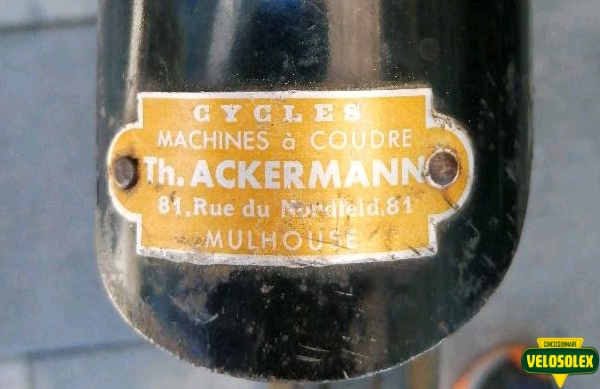 CYCLES
MACHINES à COUDRE
Th. ACKERMANN
81, Rue du Nordfeld. 81
MULHOUSE
CONCESSIONNAIRE
VELOSOLEX